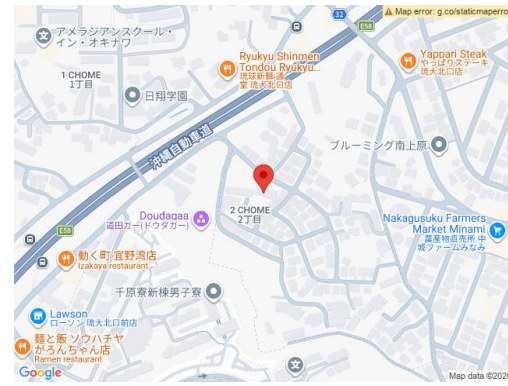 ⚠ Map error: g.co/staticmaperro
32
E58
アメラジアンスクール・
イン・オキナワ
Ryukyu Shinmen
Tondou Ryukyu...
琉球新麺 通
堂 琉大北口店
Yappari Steak
やっぱりステーキ
琉大北口店
1 CHOME
1丁目
日翔学園
沖縄自動車道
ブルーミング南上原
2 CHOME
2丁目
Doudagaa
道田ガー(ドウダガー)
Nakagusuku Farmers
Market Minami
農産物直売所 中
城ファームみなみ
E58
動く町 宜野湾店
Izakaya restaurant
千原寮新棟男子寮
Lawson
ローソン 琉大北口前店
麺と飯 ソウハチヤ
がろんちゃん店
Ramen restaurant
Google
Map data ©2026